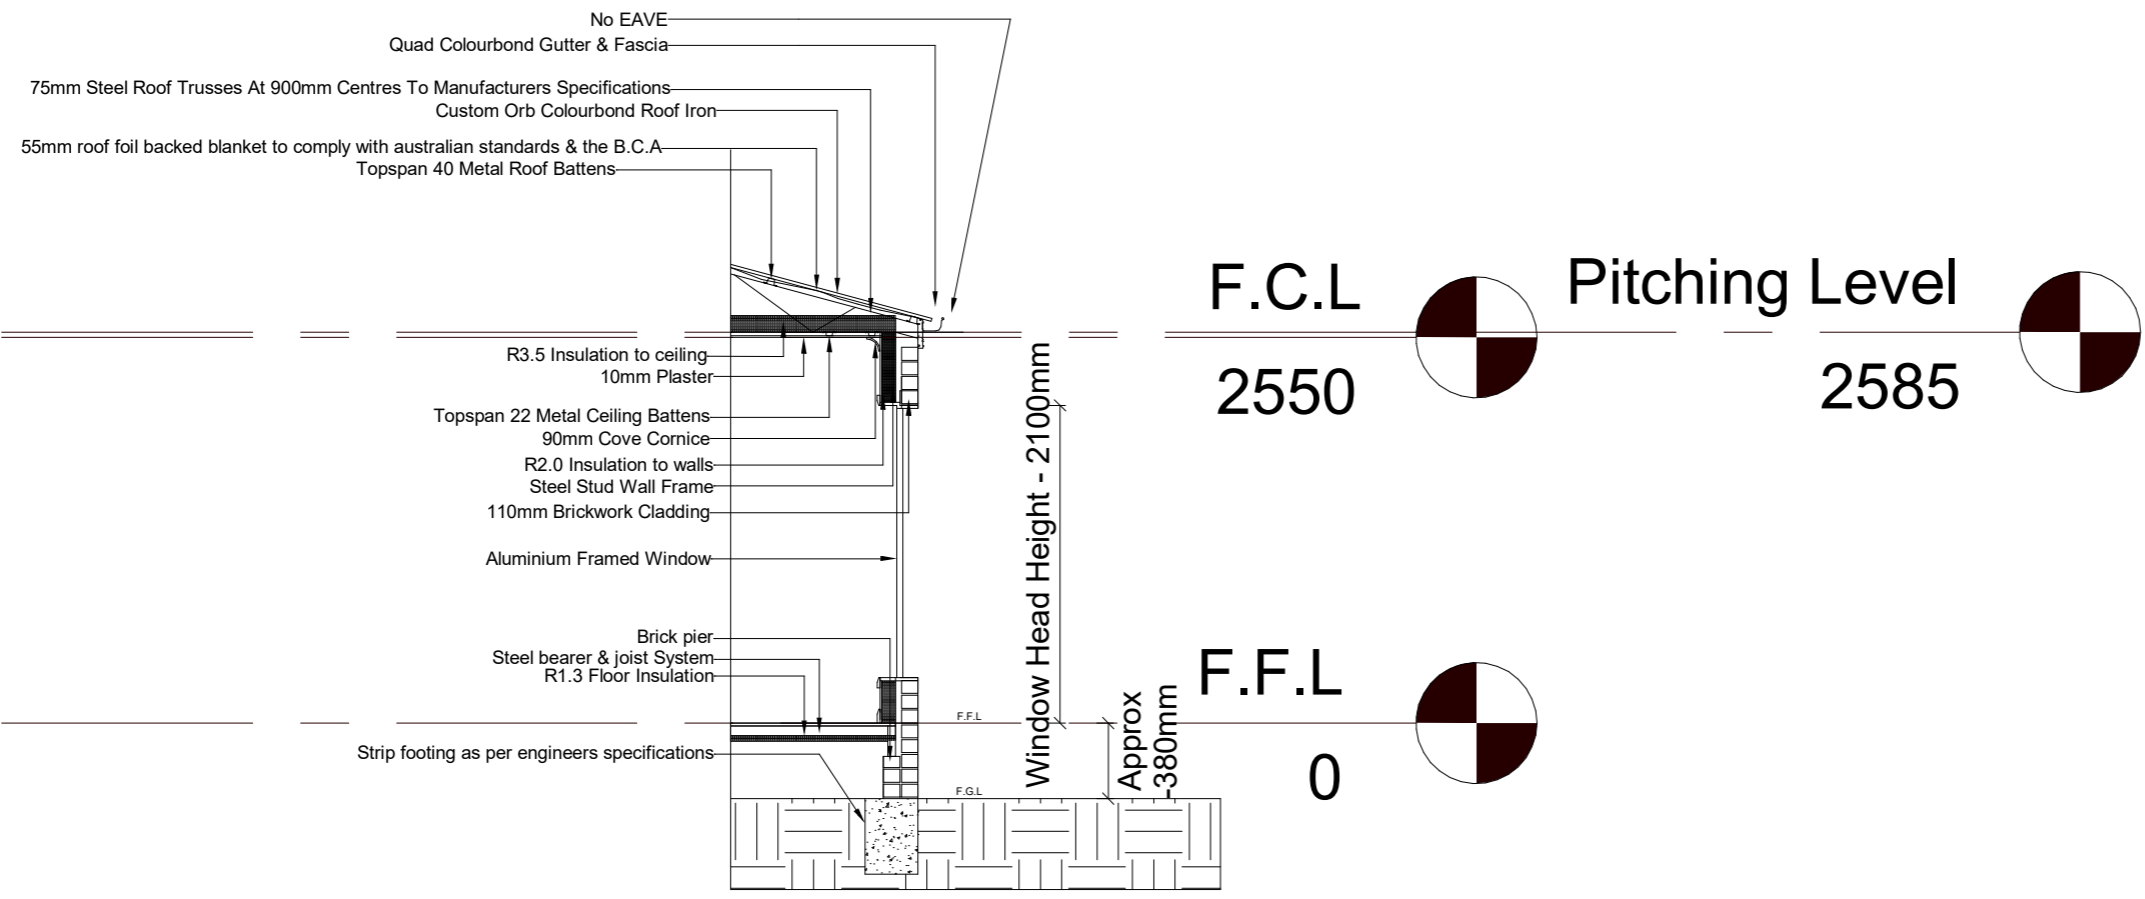 No EAVE
Quad Colourbond Gutter & Fascia
75mm Steel Roof Trusses At 900mm Centres To Manufacturers Specifications
Custom Orb Colourbond Roof Iron
55mm roof foil backed blanket to comply with australian standards & the B.C.A
Topspan 40 Metal Roof Battens
F.C.L
2550
Pitching Level
2585
R3.5 Insulation to ceiling
10mm Plaster
Topspan 22 Metal Ceiling Battens
90mm Cove Cornice
R2.0 Insulation to walls
Steel Stud Wall Frame
110mm Brickwork Cladding
Aluminium Framed Window
Window Head Height - 2100mm
Brick pier
Steel bearer & joist System
R1.3 Floor Insulation
Strip footing as per engineers specifications
F.F.L
F.G.L
Approx
380mm
F.F.L
0